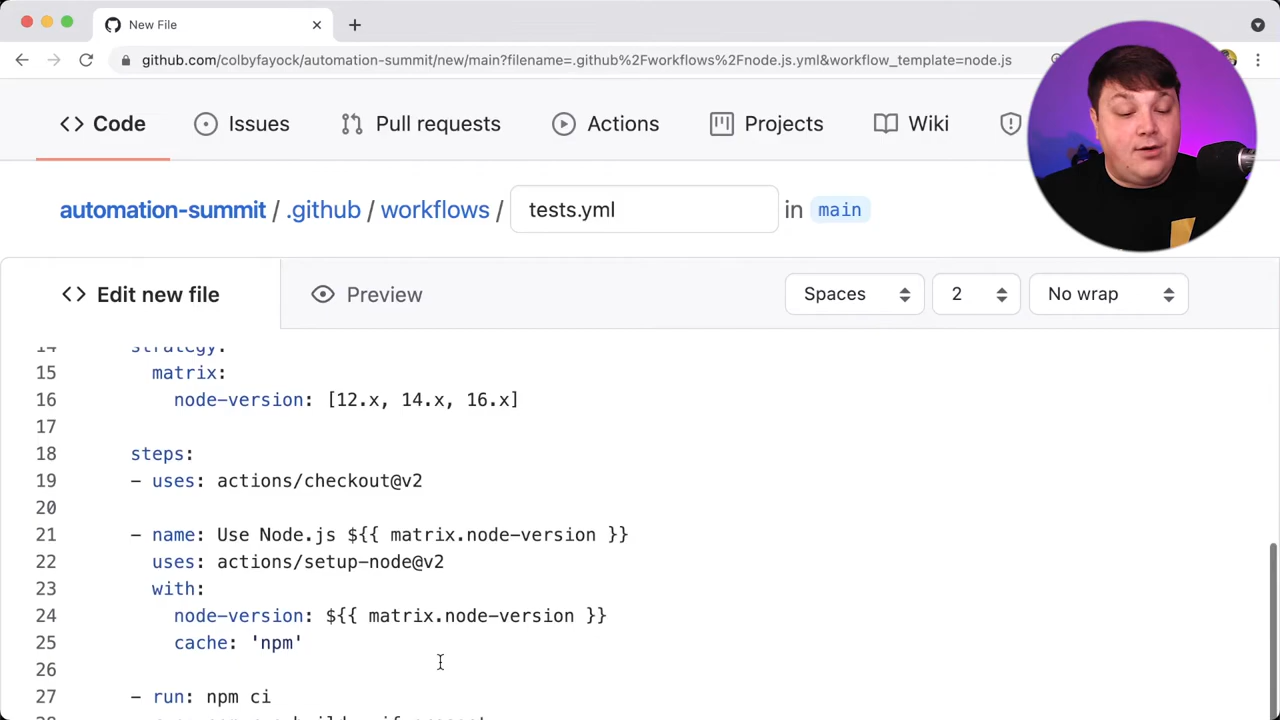 New File
github.com/colbyfayock/automation-summit/new/main?filename=.github%2Fworkflows%2Fnode.js.yml&workflow_template=node.js
Code Issues Pull requests Actions Projects Wiki
automation-summit / .github / workflows / tests.yml in main
Edit new file Preview Spaces 2 No wrap
14 strategy:
15 matrix:
16 node-version: [12.x, 14.x, 16.x]
17
18 steps:
19 - uses: actions/checkout@v2
20
21 - name: Use Node.js ${{ matrix.node-version }}
22 uses: actions/setup-node@v2
23 with:
24 node-version: ${{ matrix.node-version }}
25 cache: 'npm'
26
27 - run: npm ci